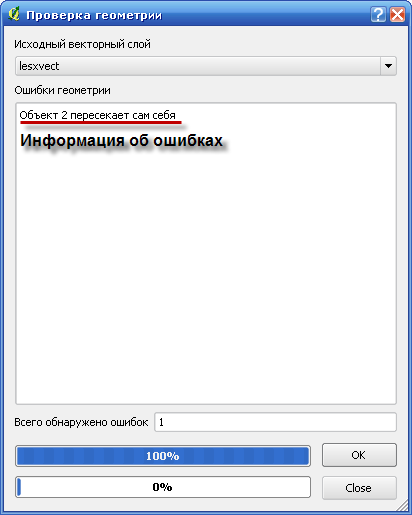 Проверка геометрии
Исходный векторный слой
lesxvect
Ошибки геометрии
Объект 2 пересекает сам себя
Информация об ошибках
Всего обнаружено ошибок 1
100% OK
0% Close